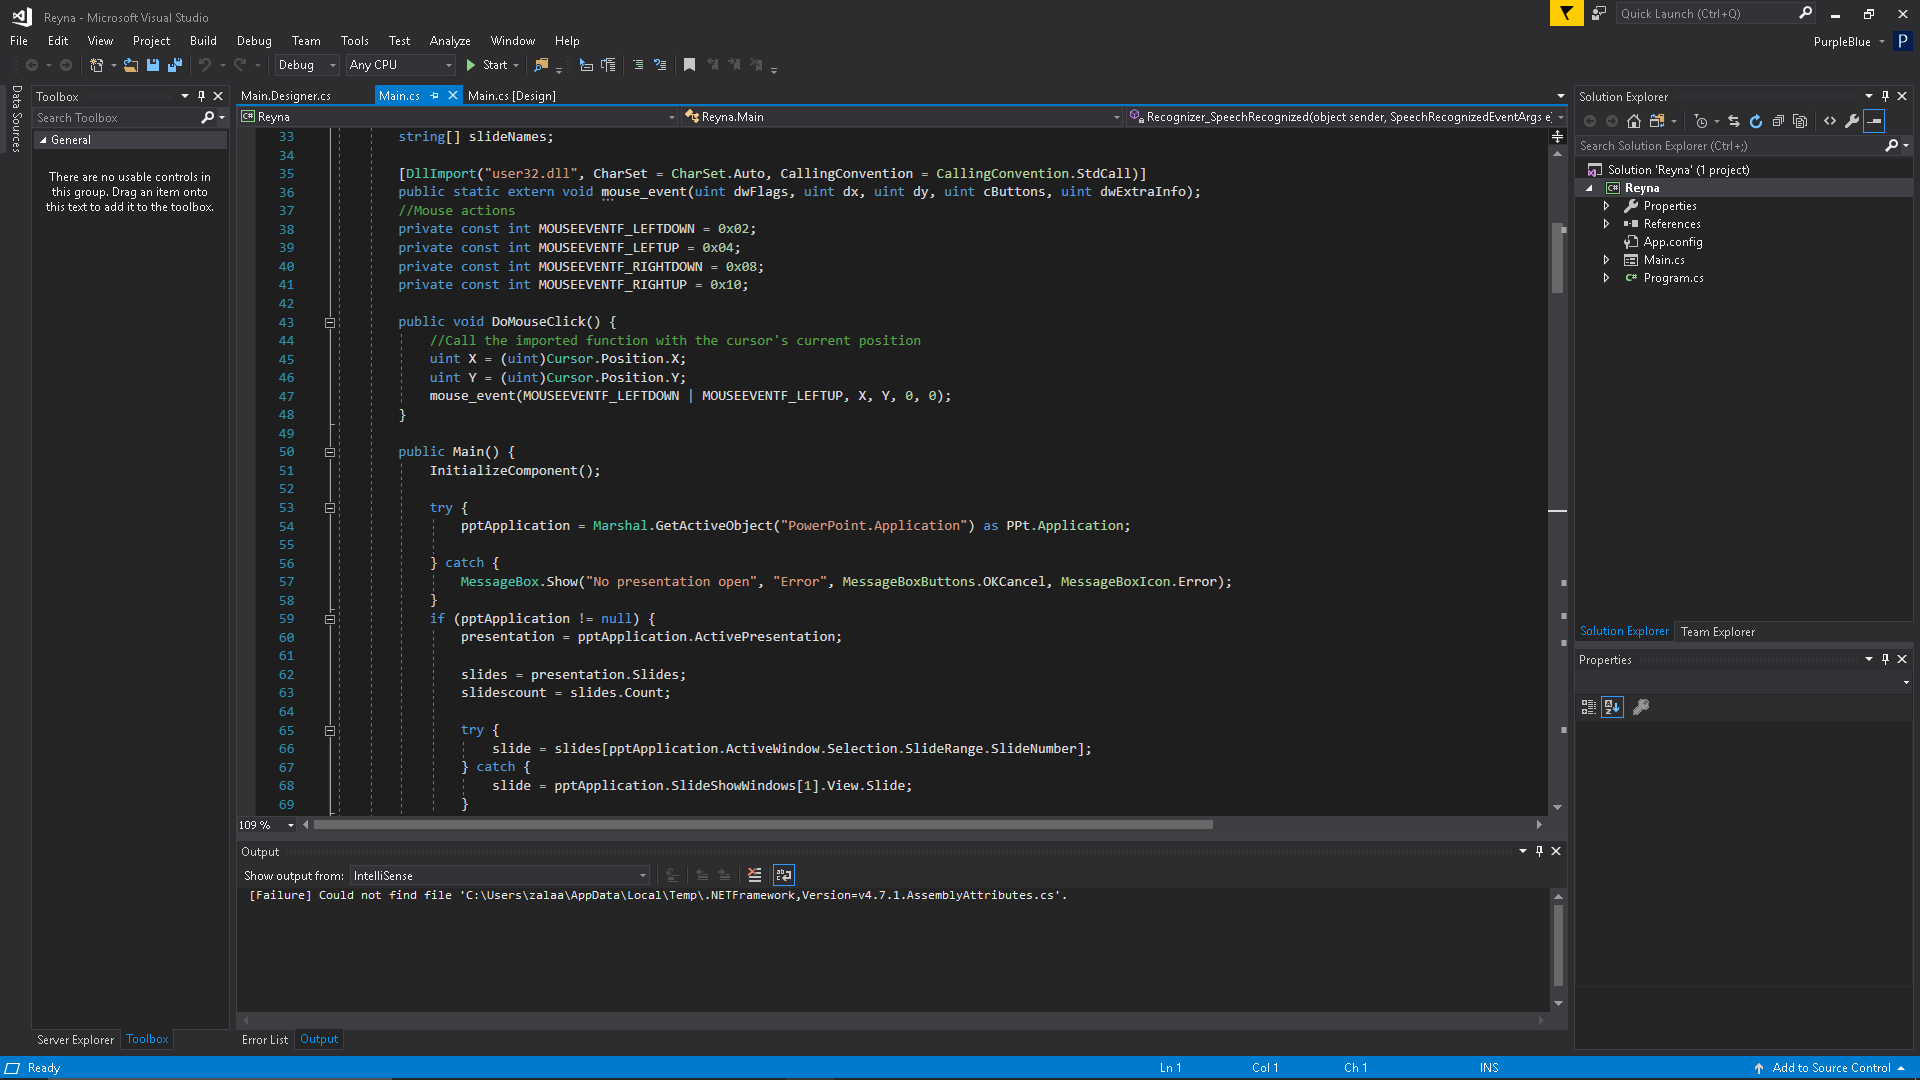 Reyna - Microsoft Visual Studio
Quick Launch (Ctrl+Q)
File Edit View Project Build Debug Team Tools Test Analyze Window Help
PurpleBlue P
Debug Any CPU Start
Data Sources
Toolbox
Search Toolbox
General
There are no usable controls in
this group. Drag an item onto
this text to add it to the toolbox.
Main.Designer.cs Main.cs Main.cs [Design]
C# Reyna Reyna.Main Recognizer_SpeechRecognized(object sender, SpeechRecognizedEventArgs e)
33 string[] slideNames;
34
35 [DllImport("user32.dll", CharSet = CharSet.Auto, CallingConvention = CallingConvention.StdCall)]
36 public static extern void mouse_event(uint dwFlags, uint dx, uint dy, uint cButtons, uint dwExtraInfo);
37 //Mouse actions
38 private const int MOUSEEVENTF_LEFTDOWN = 0x02;
39 private const int MOUSEEVENTF_LEFTUP = 0x04;
40 private const int MOUSEEVENTF_RIGHTDOWN = 0x08;
41 private const int MOUSEEVENTF_RIGHTUP = 0x10;
42
43 public void DoMouseClick() {
44 //Call the imported function with the cursor's current position
45 uint X = (uint)Cursor.Position.X;
46 uint Y = (uint)Cursor.Position.Y;
47 mouse_event(MOUSEEVENTF_LEFTDOWN | MOUSEEVENTF_LEFTUP, X, Y, 0, 0);
48 }
49
50 public Main() {
51 InitializeComponent();
52
53 try {
54 pptApplication = Marshal.GetActiveObject("PowerPoint.Application") as PPt.Application;
55
56 } catch {
57 MessageBox.Show("No presentation open", "Error", MessageBoxButtons.OKCancel, MessageBoxIcon.Error);
58 }
59 if (pptApplication != null) {
60 presentation = pptApplication.ActivePresentation;
61
62 slides = presentation.Slides;
63 slidescount = slides.Count;
64
65 try {
66 slide = slides[pptApplication.ActiveWindow.Selection.SlideRange.SlideNumber];
67 } catch {
68 slide = pptApplication.SlideShowWindows[1].View.Slide;
69 }
109 %
Output
Show output from: IntelliSense
[Failure] Could not find file 'C:\Users\zalaa\AppData\Local\Temp\.NETFramework,Version=v4.7.1.AssemblyAttributes.cs'.
Server Explorer Toolbox
Error List Output
Solution Explorer
Search Solution Explorer (Ctrl+;)
Solution 'Reyna' (1 project)
C# Reyna
Properties
References
App.config
Main.cs
C# Program.cs
Solution Explorer Team Explorer
Properties
Ready
Ln 1 Col 1 Ch 1 INS
Add to Source Control